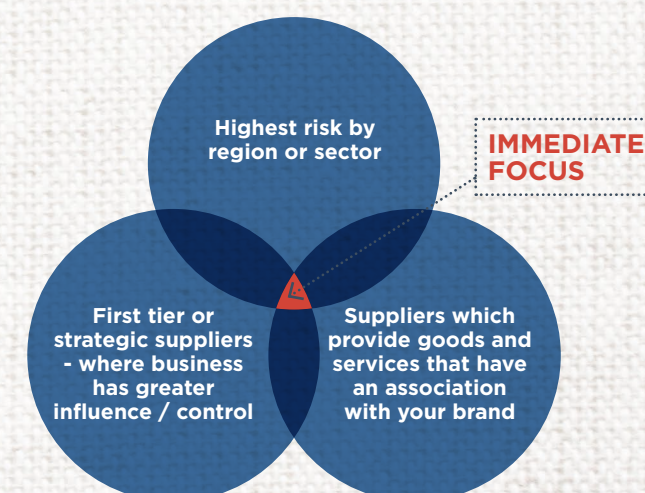 Highest risk by
region or sector
IMMEDIATE
FOCUS
First tier or
strategic suppliers
- where business
has greater
influence / control
Suppliers which
provide goods and
services that have
an association
with your brand